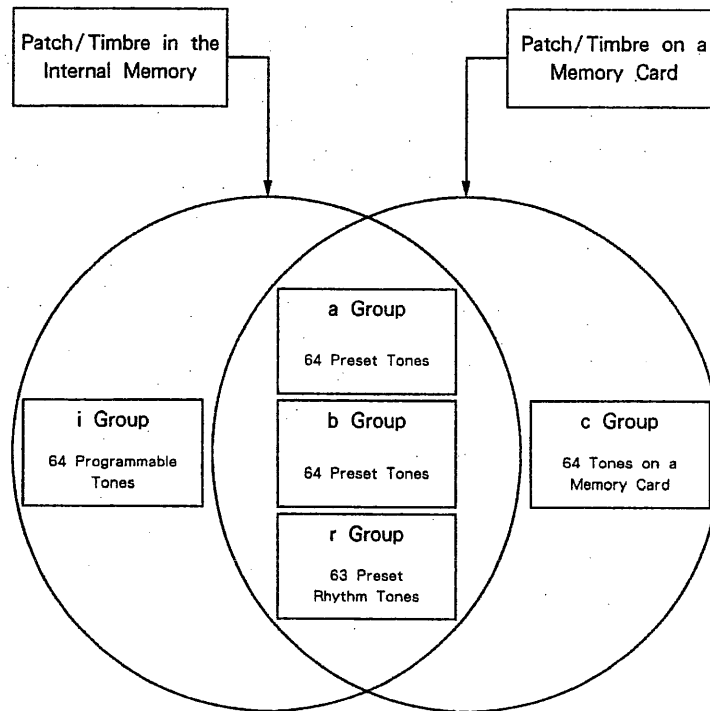 Patch/Timbre in the
Internal Memory
Patch/Timbre on a
Memory Card
a Group
64 Preset Tones
i Group
64 Programmable
Tones
b Group
64 Preset Tones
c Group
64 Tones on a
Memory Card
r Group
63 Preset
Rhythm Tones